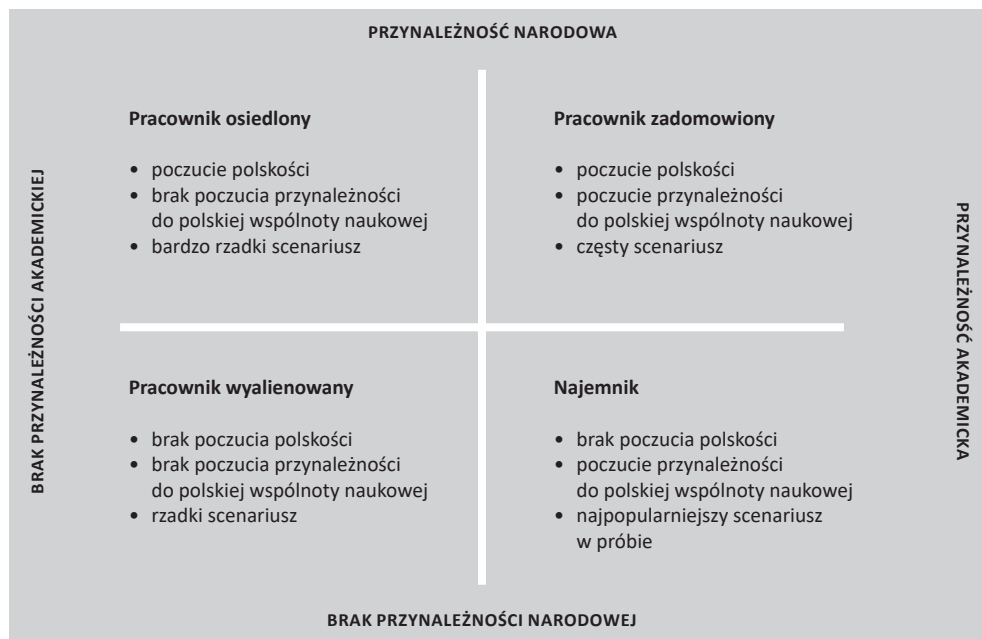 PRZYNALEŻNOŚĆ NARODOWA
BRAK PRZYNALEŻNOŚCI AKADEMICKIEJ
Pracownik osiedlony
• poczucie polskości
• brak poczucia przynależności
do polskiej wspólnoty naukowej
• bardzo rzadki scenariusz
Pracownik zadomowiony
• poczucie polskości
• poczucie przynależności
do polskiej wspólnoty naukowej
• częsty scenariusz
PRZYNALEŻNOŚĆ AKADEMICKA
Pracownik wyalienowany
• brak poczucia polskości
• brak poczucia przynależności
do polskiej wspólnoty naukowej
• rzadki scenariusz
Najemnik
• brak poczucia polskości
• poczucie przynależności
do polskiej wspólnoty naukowej
• najpopularniejszy scenariusz
w próbie
BRAK PRZYNALEŻNOŚCI NARODOWEJ